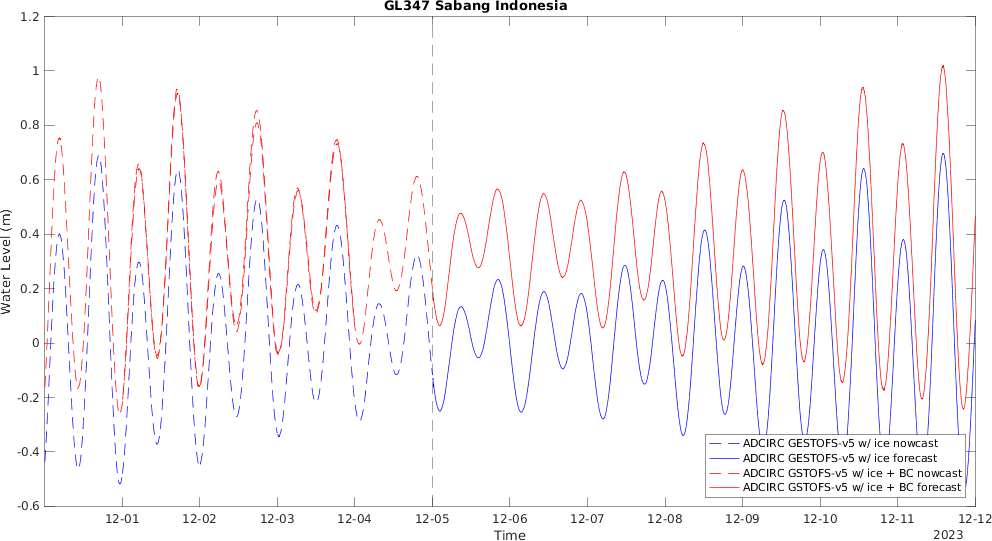 GL347 Sabang Indonesia
1.2
1
0.8
0.6
0.4
0.2
0
-0.2
-0.4
-0.6
Water Level (m)
ADCIRC GESTOFS-v5 w/ ice nowcast
ADCIRC GESTOFS-v5 w/ ice forecast
ADCIRC GSTOFS-v5 w/ ice + BC nowcast
ADCIRC GSTOFS-v5 w/ ice + BC forecast
12-01 12-02 12-03 12-04 12-05 12-06 12-07 12-08 12-09 12-10 12-11 12-12
Time
2023